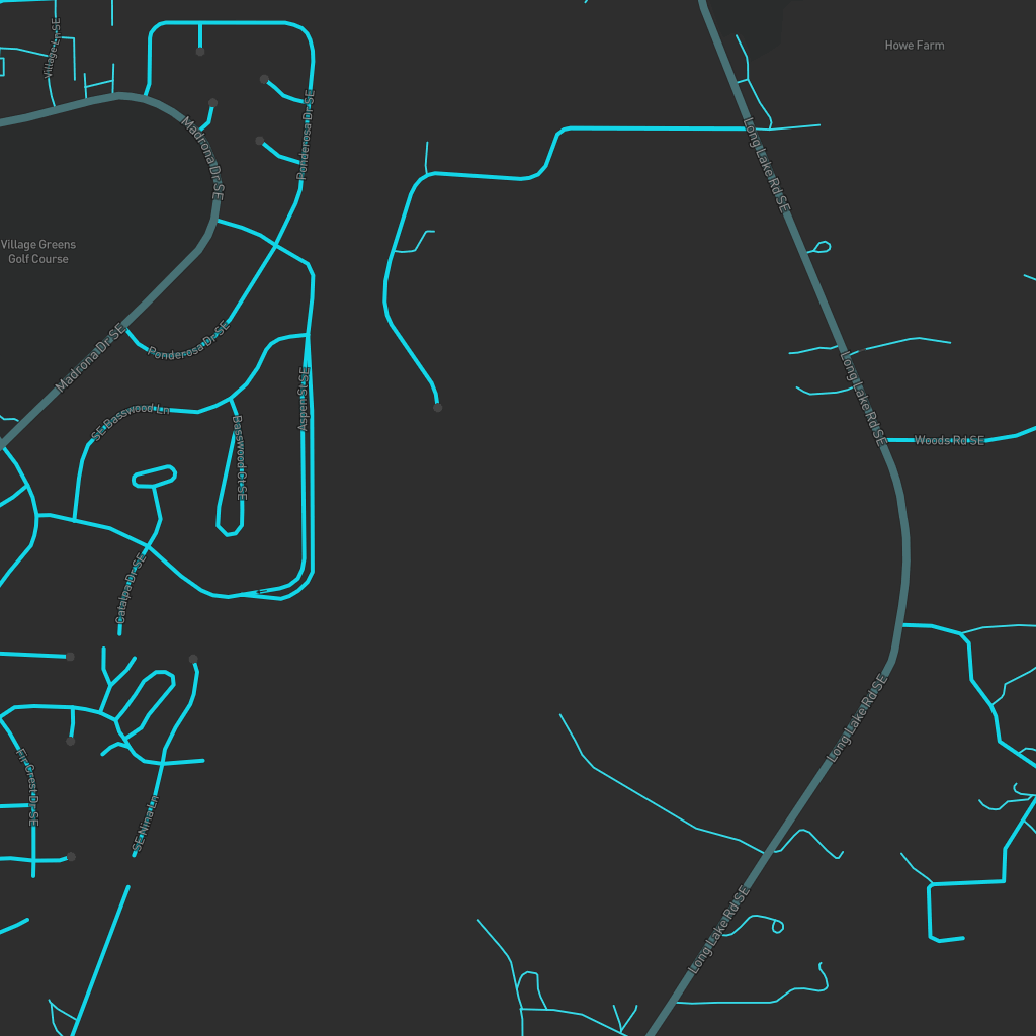 Village Ln SE
Howe Farm
Madrona Dr SE
Ponderosa Dr SE
Long Lake Rd SE
Village Greens
Golf Course
Ponderosa Dr SE
Madrona Dr SE
Long Lake Rd SE
Aspen St SE
SE Basswood Ln
Basswood Ct SE
Woods Rd SE
Catalpa Dr SE
Long Lake Rd SE
Fir Crest Dr SE
SE Nina Ln
Long Lake Rd SE